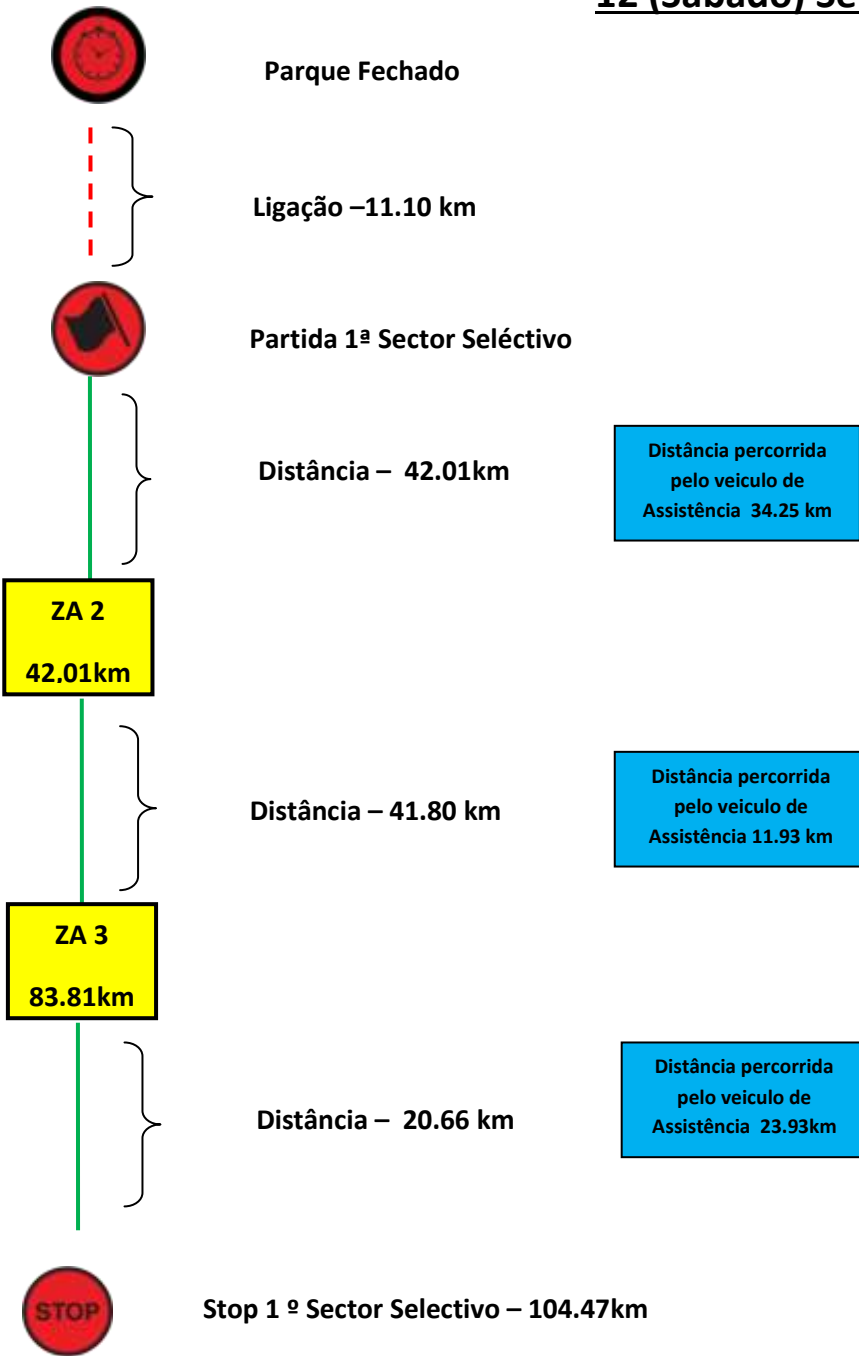 12 (Sábado) Se
Parque Fechado
Ligação –11.10 km
Partida 1ª Sector Seléctivo
Distância – 42.01km
Distância percorrida
pelo veiculo de
Assistência 34.25 km
ZA 2
42,01km
Distância – 41.80 km
Distância percorrida
pelo veiculo de
Assistência 11.93 km
ZA 3
83.81km
Distância – 20.66 km
Distância percorrida
pelo veiculo de
Assistência 23.93km
STOP
Stop 1 º Sector Selectivo – 104.47km